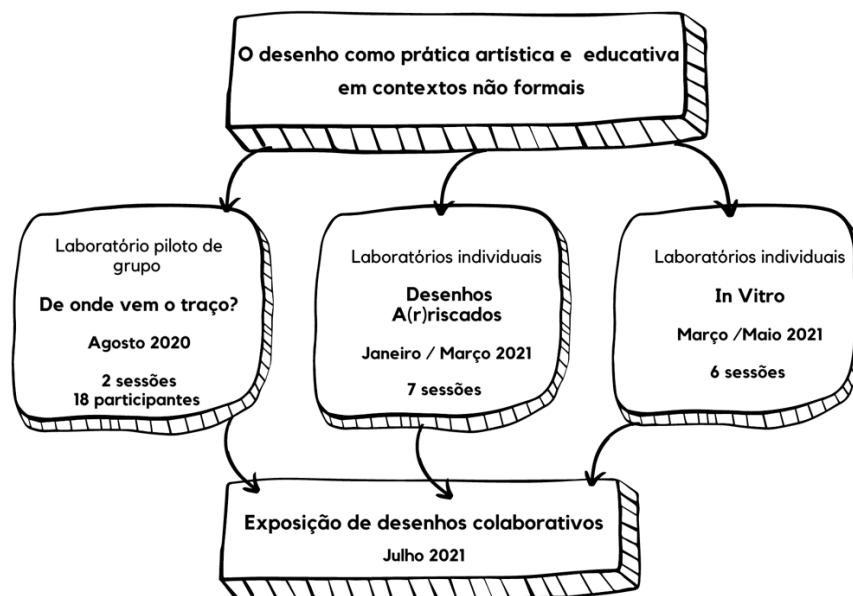 O desenho como prática artística e educativa
em contextos não formais
Laboratório piloto de
grupo
De onde vem o traço?
Agosto 2020
2 sessões
18 participantes
Laboratórios individuais
Desenhos
A(r)riscados
Janeiro / Março 2021
7 sessões
Laboratórios individuais
In Vitro
Março /Maio 2021
6 sessões
Exposição de desenhos colaborativos
Julho 2021